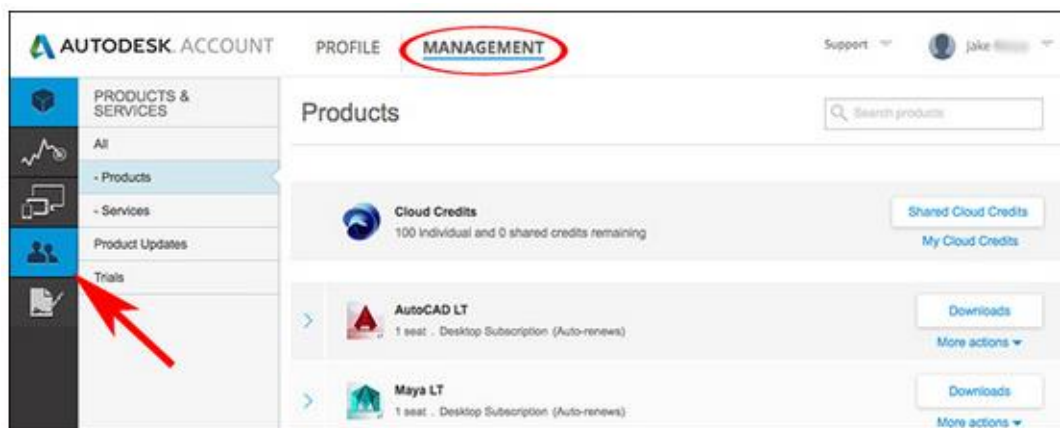 AUTODESK. ACCOUNT
PROFILE
MANAGEMENT
Support
Jake
PRODUCTS &
SERVICES
All
- Products
- Services
Product Updates
Trials
Products
Search products
Cloud Credits
100 Individual and 0 shared credits remaining
Shared Cloud Credits
My Cloud Credits
AutoCAD LT
1 seat . Desktop Subscription (Auto-renews)
Downloads
More actions
Maya LT
1 seat . Desktop Subscription (Auto-renews)
Downloads
More actions